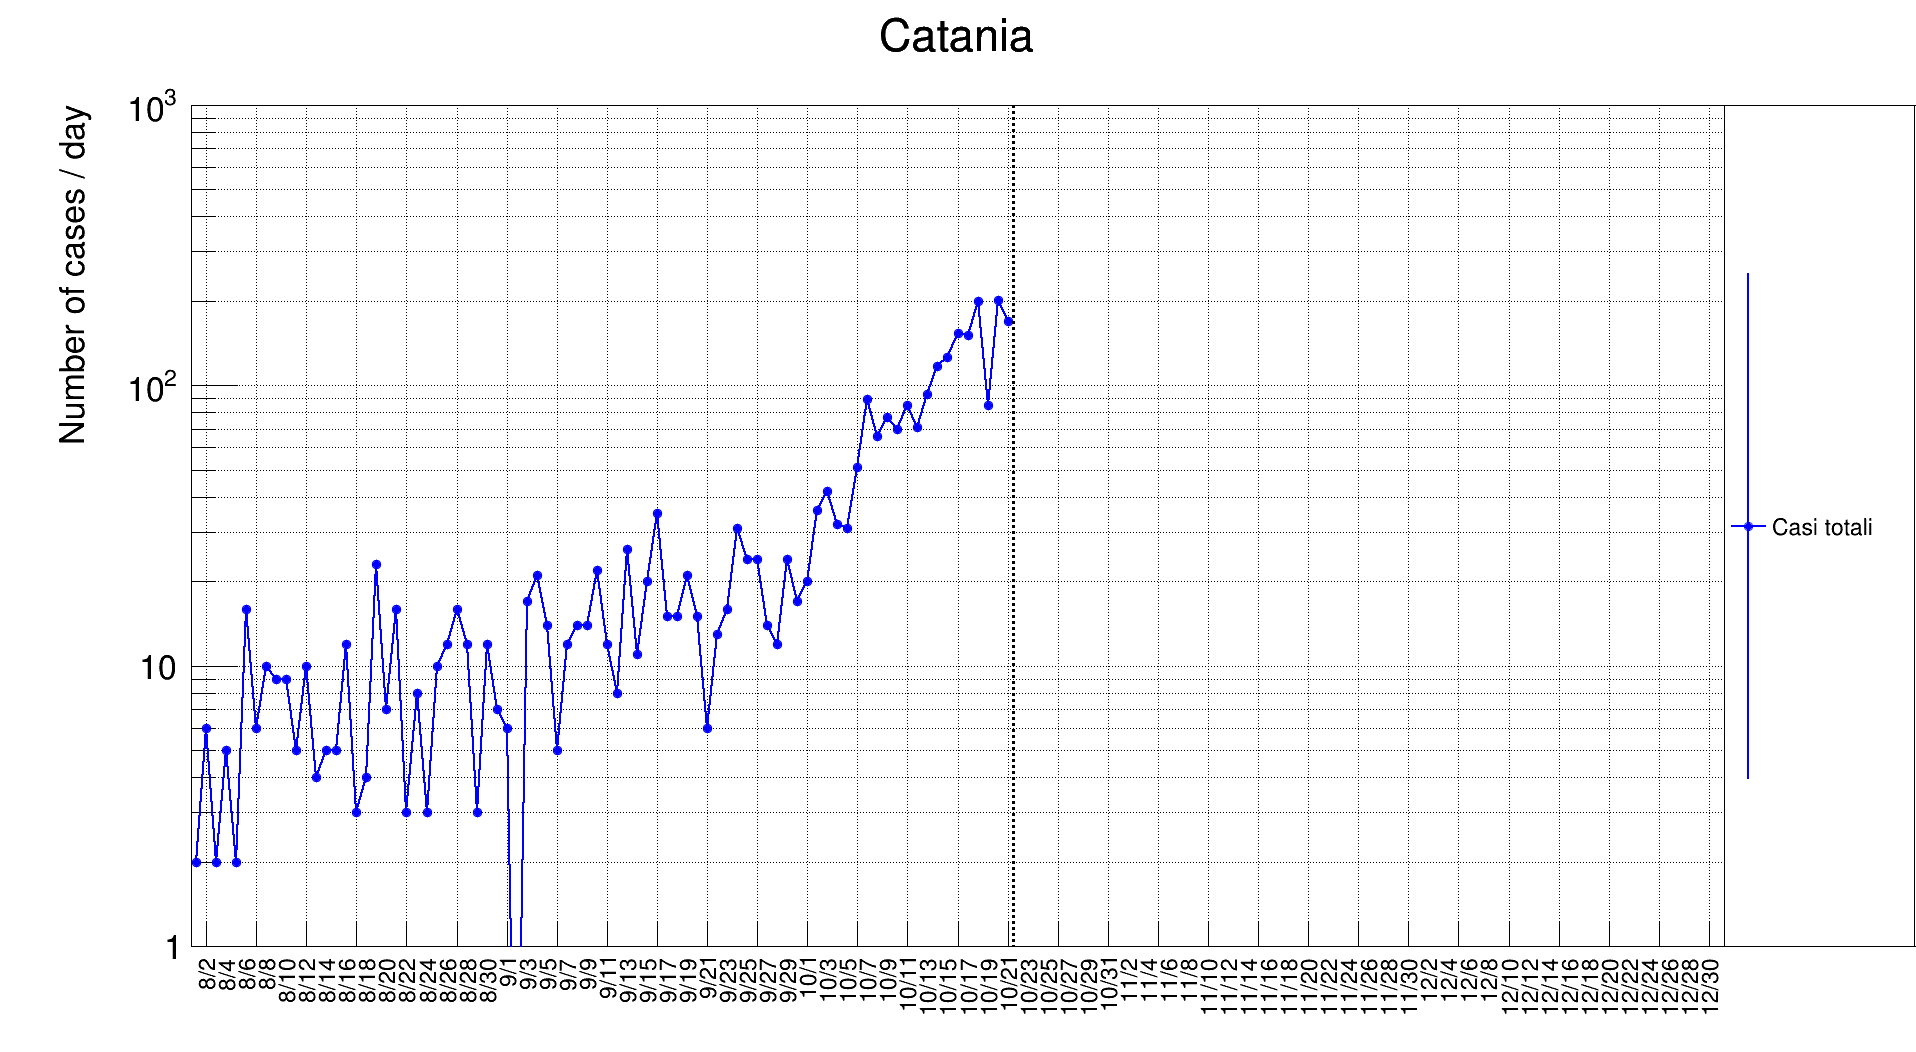 Catania
Number of cases / day
10³
10²
10
1
8/2 8/4 8/6 8/8 8/10 8/12 8/14 8/16 8/18 8/20 8/22 8/24 8/26 8/28 8/30 9/1 9/3 9/5 9/7 9/9 9/11 9/13 9/15 9/17 9/19 9/21 9/23 9/25 9/27 9/29 10/1 10/3 10/5 10/7 10/9 10/11 10/13 10/15 10/17 10/19 10/21 10/23 10/25 10/27 10/29 10/31 11/2 11/4 11/6 11/8 11/10 11/12 11/14 11/16 11/18 11/20 11/22 11/24 11/26 11/28 11/30 12/2 12/4 12/6 12/8 12/10 12/12 12/14 12/16 12/18 12/20 12/22 12/24 12/26 12/28 12/30
Casi totali